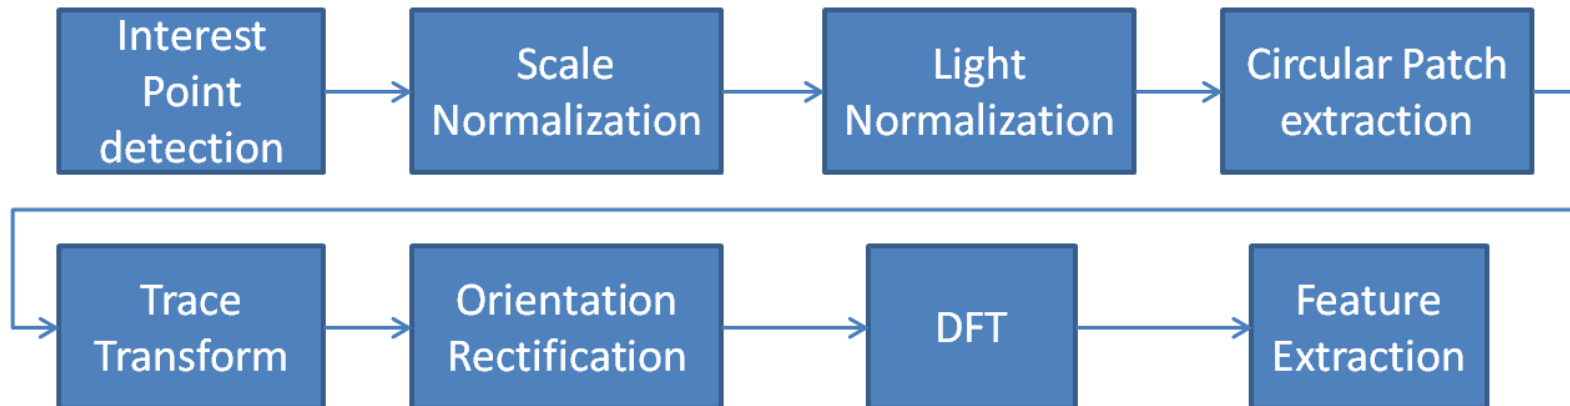 Interest
Point
detection
Scale
Normalization
Light
Normalization
Circular Patch
extraction
Trace
Transform
Orientation
Rectification
DFT
Feature
Extraction